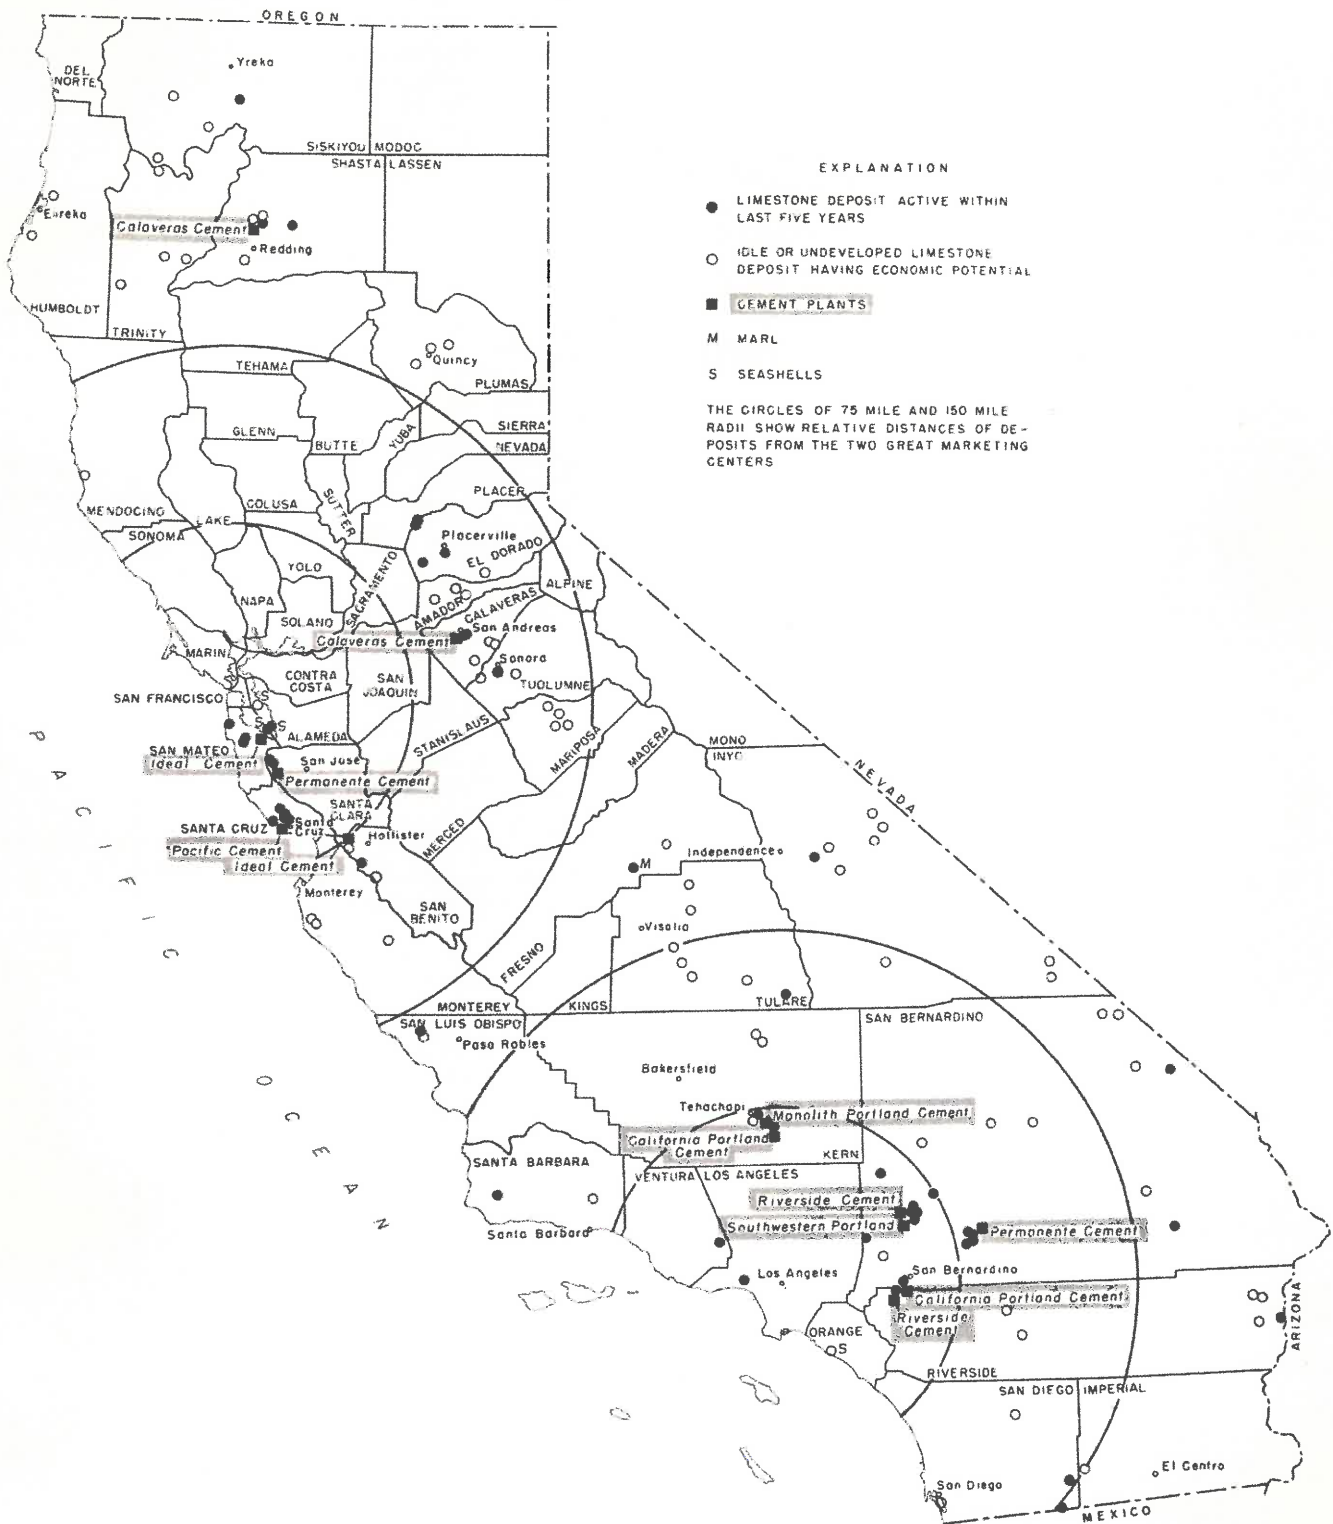 OREGON
Yreka
DEL
NORTE
SISKIYOU MODOC
SHASTA LASSEN
Eureka
Calaveras Cement
Redding
HUMBOLDT
TRINITY
TEHAMA
Quincy
PLUMAS
GLENN
BUTTE
YUBA
SIERRA
NEVADA
EXPLANATION
LIMESTONE DEPOSIT ACTIVE WITHIN
LAST FIVE YEARS
IDLE OR UNDEVELOPED LIMESTONE
DEPOSIT HAVING ECONOMIC POTENTIAL
CEMENT PLANTS
M MARL
S SEASHELLS
THE CIRCLES OF 75 MILE AND 150 MILE
RADII SHOW RELATIVE DISTANCES OF DE-
POSITS FROM THE TWO GREAT MARKETING
CENTERS
PLACER
MENDOCINO
LAKE
COLUSA
SUTTER
SONOMA
Placerville
EL DORADO
YOLO
SACRAMENTO
NAPA
SOLANO
AMADOR
CALAVERAS
ALPINE
San Andreas
Calaveras Cement
MARIN
CONTRA
COSTA
SAN
JOAQUIN
Sonora
TUOLUMNE
SAN FRANCISCO
S
S
S
ALAMEDA
STANISLAUS
MARIPOSA
MADERA
MONO
INYO
NEVADA
SAN MATEO
Ideal Cement
San Jose
Permanente Cement
SANTA
CLARA
SANTA CRUZ
Santa
Cruz
Hollister
MERCED
Pacific Cement
Ideal Cement
Monterey
SAN
BENITO
M
Independence
Visalia
FRESNO
PACIFIC
OCEAN
MONTEREY
KINGS
TULARE
SAN LUIS OBISPO
SAN BERNARDINO
Paso Robles
Bakersfield
Tehachapi
Monolith Portland Cement
California Portland
Cement
KERN
SANTA BARBARA
VENTURA LOS ANGELES
Riverside Cement
Southwestern Portland
Permanente Cement
Santa Barbara
Los Angeles
San Bernardino
California Portland Cement
Riverside
Cement
ORANGE
S
ARIZONA
RIVERSIDE
SAN DIEGO IMPERIAL
San Diego
El Centro
MEXICO